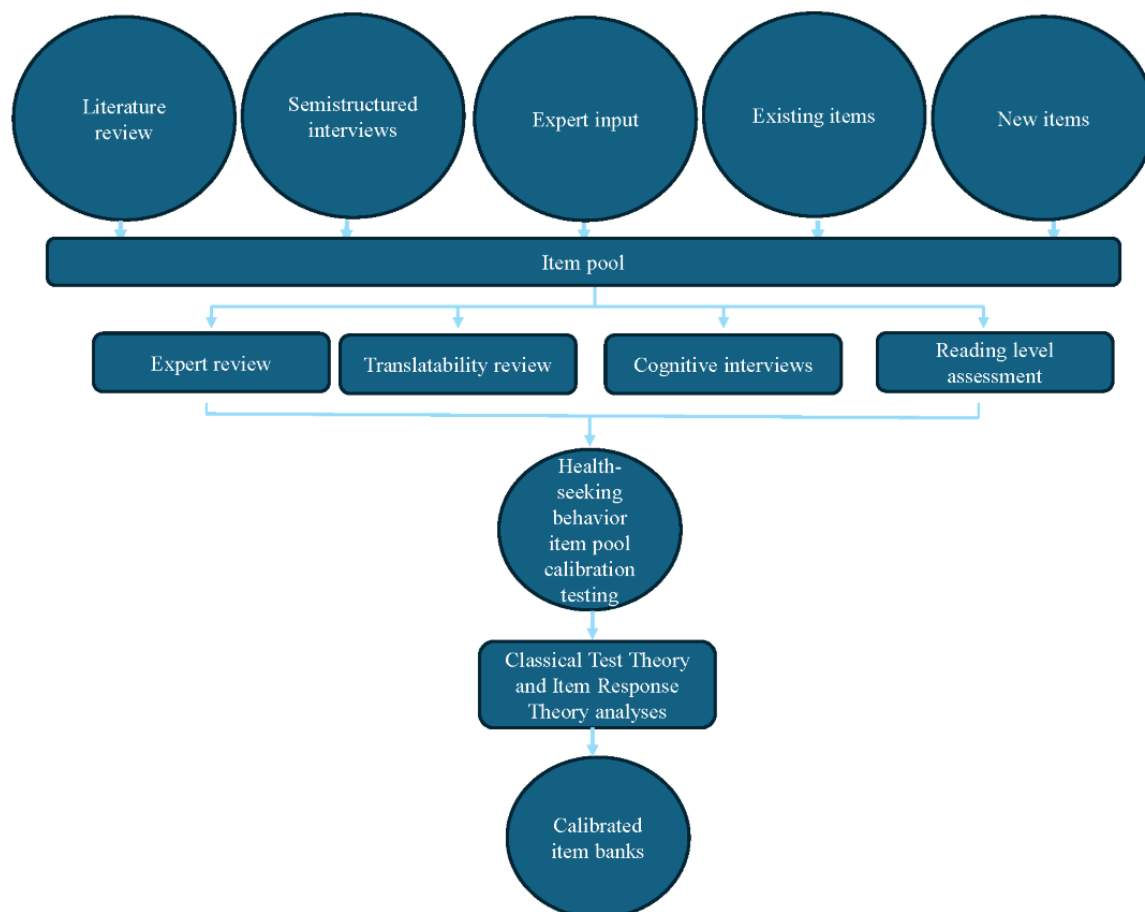 Literature
review
Semistructured
interviews
Expert input
Existing items
New items
Item pool
Expert review
Translatability review
Cognitive interviews
Reading level
assessment
Health-
seeking
behavior
item pool
calibration
testing
Classical Test Theory
and Item Response
Theory analyses
Calibrated
item banks